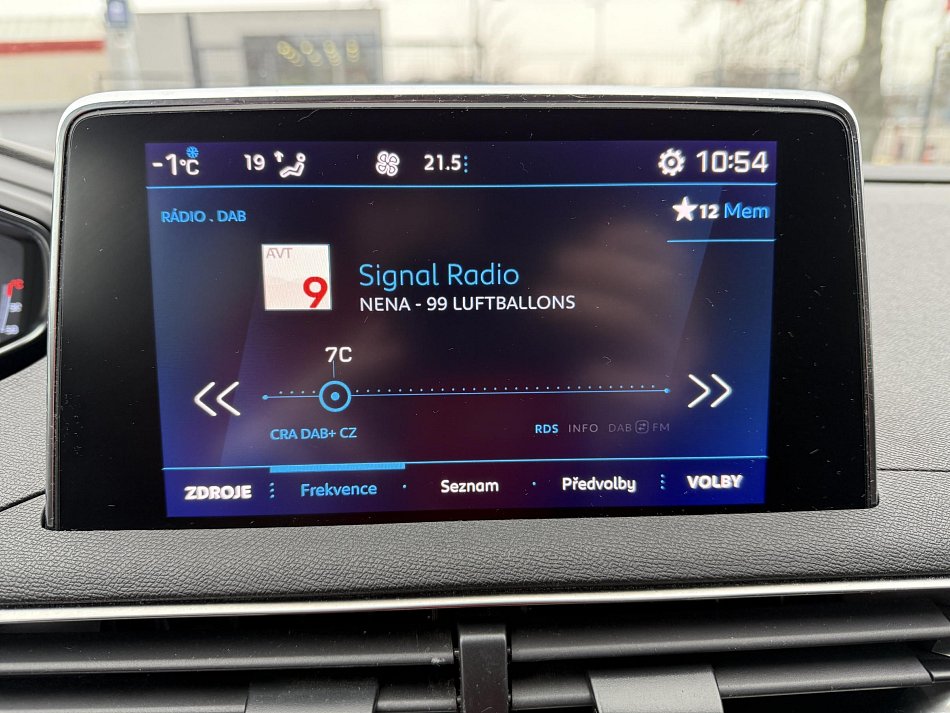 -1°C 19 21.5 10:54
RÁDIO . DAB
12 Mem
AVT
9
Signal Radio
NENA - 99 LUFTBALLONS
7C
CRA DAB+ CZ
RDS INFO DAB FM
ZDROJE Frekvence Seznam Předvolby VOLBY